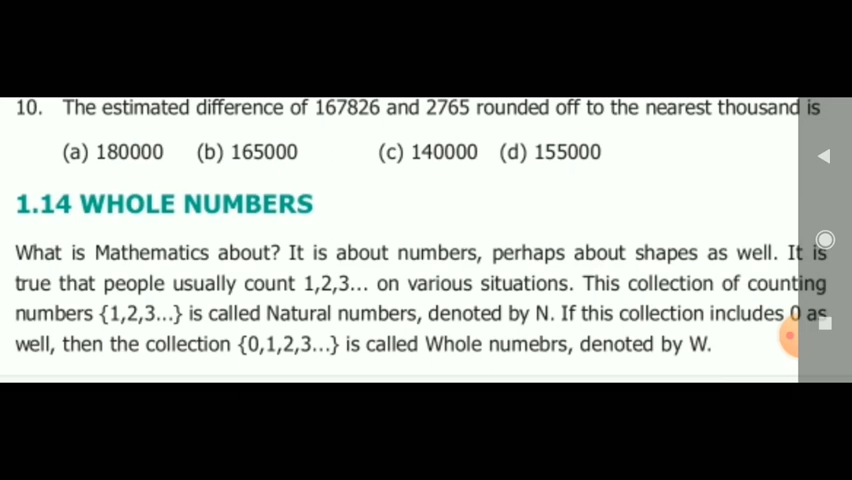 10. The estimated difference of 167826 and 2765 rounded off to the nearest thousand is
(a) 180000 (b) 165000 (c) 140000 (d) 155000
1.14 WHOLE NUMBERS
What is Mathematics about? It is about numbers, perhaps about shapes as well. It is
true that people usually count 1,2,3... on various situations. This collection of counting
numbers {1,2,3...} is called Natural numbers, denoted by N. If this collection includes 0 as
well, then the collection {0,1,2,3...} is called Whole numebrs, denoted by W.